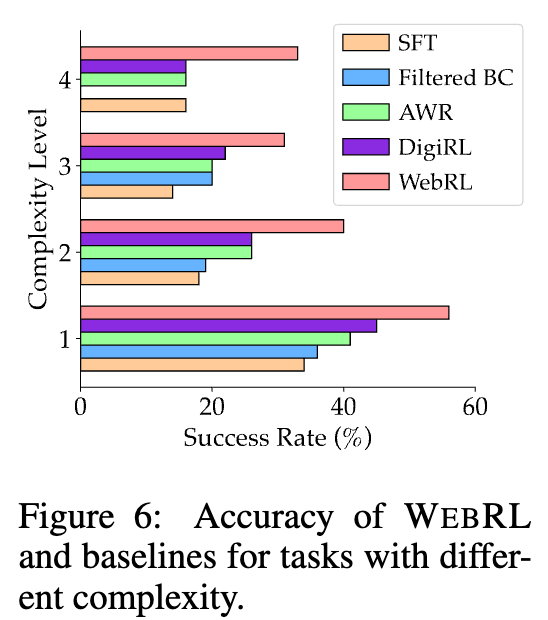 SFT
Filtered BC
AWR
DigiRL
WebRL
Complexity Level
4
3
2
1
0 20 40 60
Success Rate (%)
Figure 6: Accuracy of WEBRL
and baselines for tasks with differ-
ent complexity.